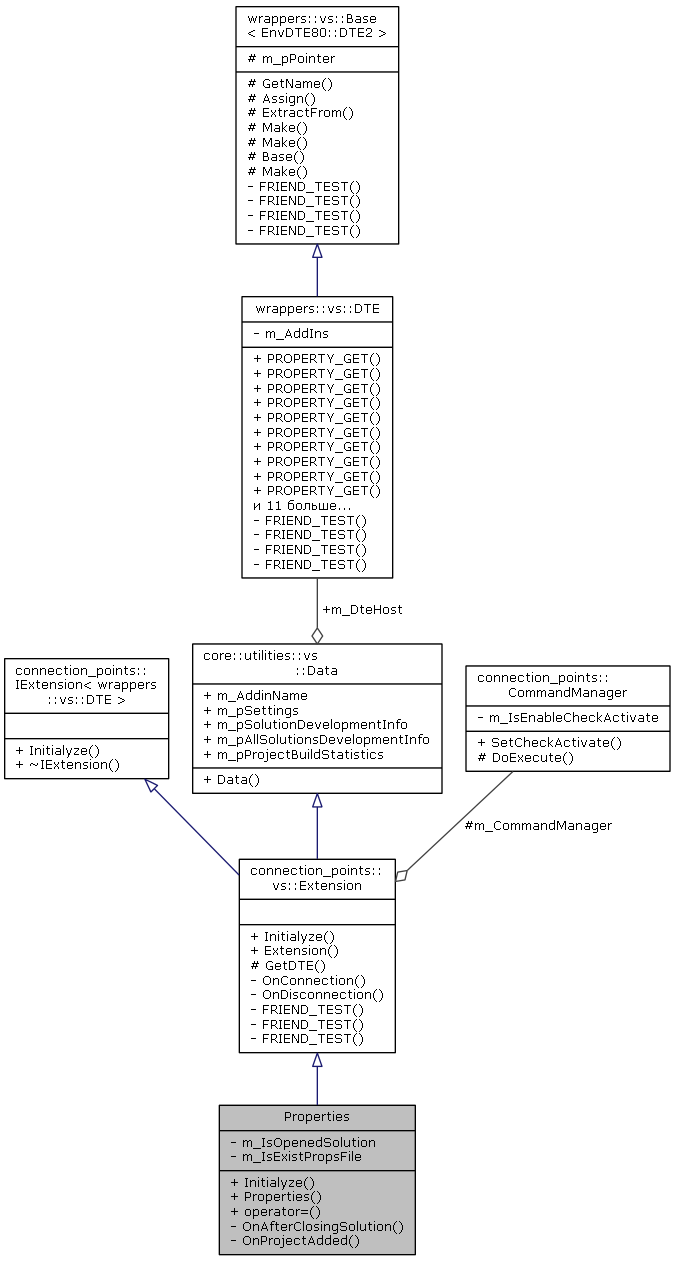 wrappers::vs::Base
< EnvDTE80::DTE2 >
# m_pPointer
# GetName()
# Assign()
# ExtractFrom()
# Make()
# Make()
# Base()
# Make()
- FRIEND_TEST()
- FRIEND_TEST()
- FRIEND_TEST()
- FRIEND_TEST()
wrappers::vs::DTE
- m_AddIns
+ PROPERTY_GET()
+ PROPERTY_GET()
+ PROPERTY_GET()
+ PROPERTY_GET()
+ PROPERTY_GET()
+ PROPERTY_GET()
+ PROPERTY_GET()
+ PROPERTY_GET()
+ PROPERTY_GET()
+ PROPERTY_GET()
и 11 больше...
- FRIEND_TEST()
- FRIEND_TEST()
- FRIEND_TEST()
- FRIEND_TEST()
+m_DteHost
connection_points::
IExtension< wrappers
::vs::DTE >
+ Initialyze()
+ ~IExtension()
core::utilities::vs
::Data
+ m_AddinName
+ m_pSettings
+ m_pSolutionDevelopmentInfo
+ m_pAllSolutionsDevelopmentInfo
+ m_pProjectBuildStatistics
+ Data()
connection_points::
CommandManager
- m_IsEnableCheckActivate
+ SetCheckActivate()
# DoExecute()
#m_CommandManager
connection_points::
vs::Extension
+ Initialyze()
+ Extension()
# GetDTE()
- OnConnection()
- OnDisconnection()
- FRIEND_TEST()
- FRIEND_TEST()
- FRIEND_TEST()
Properties
- m_IsOpenedSolution
- m_IsExistPropsFile
+ Initialyze()
+ Properties()
+ operator=()
- OnAfterClosingSolution()
- OnProjectAdded()